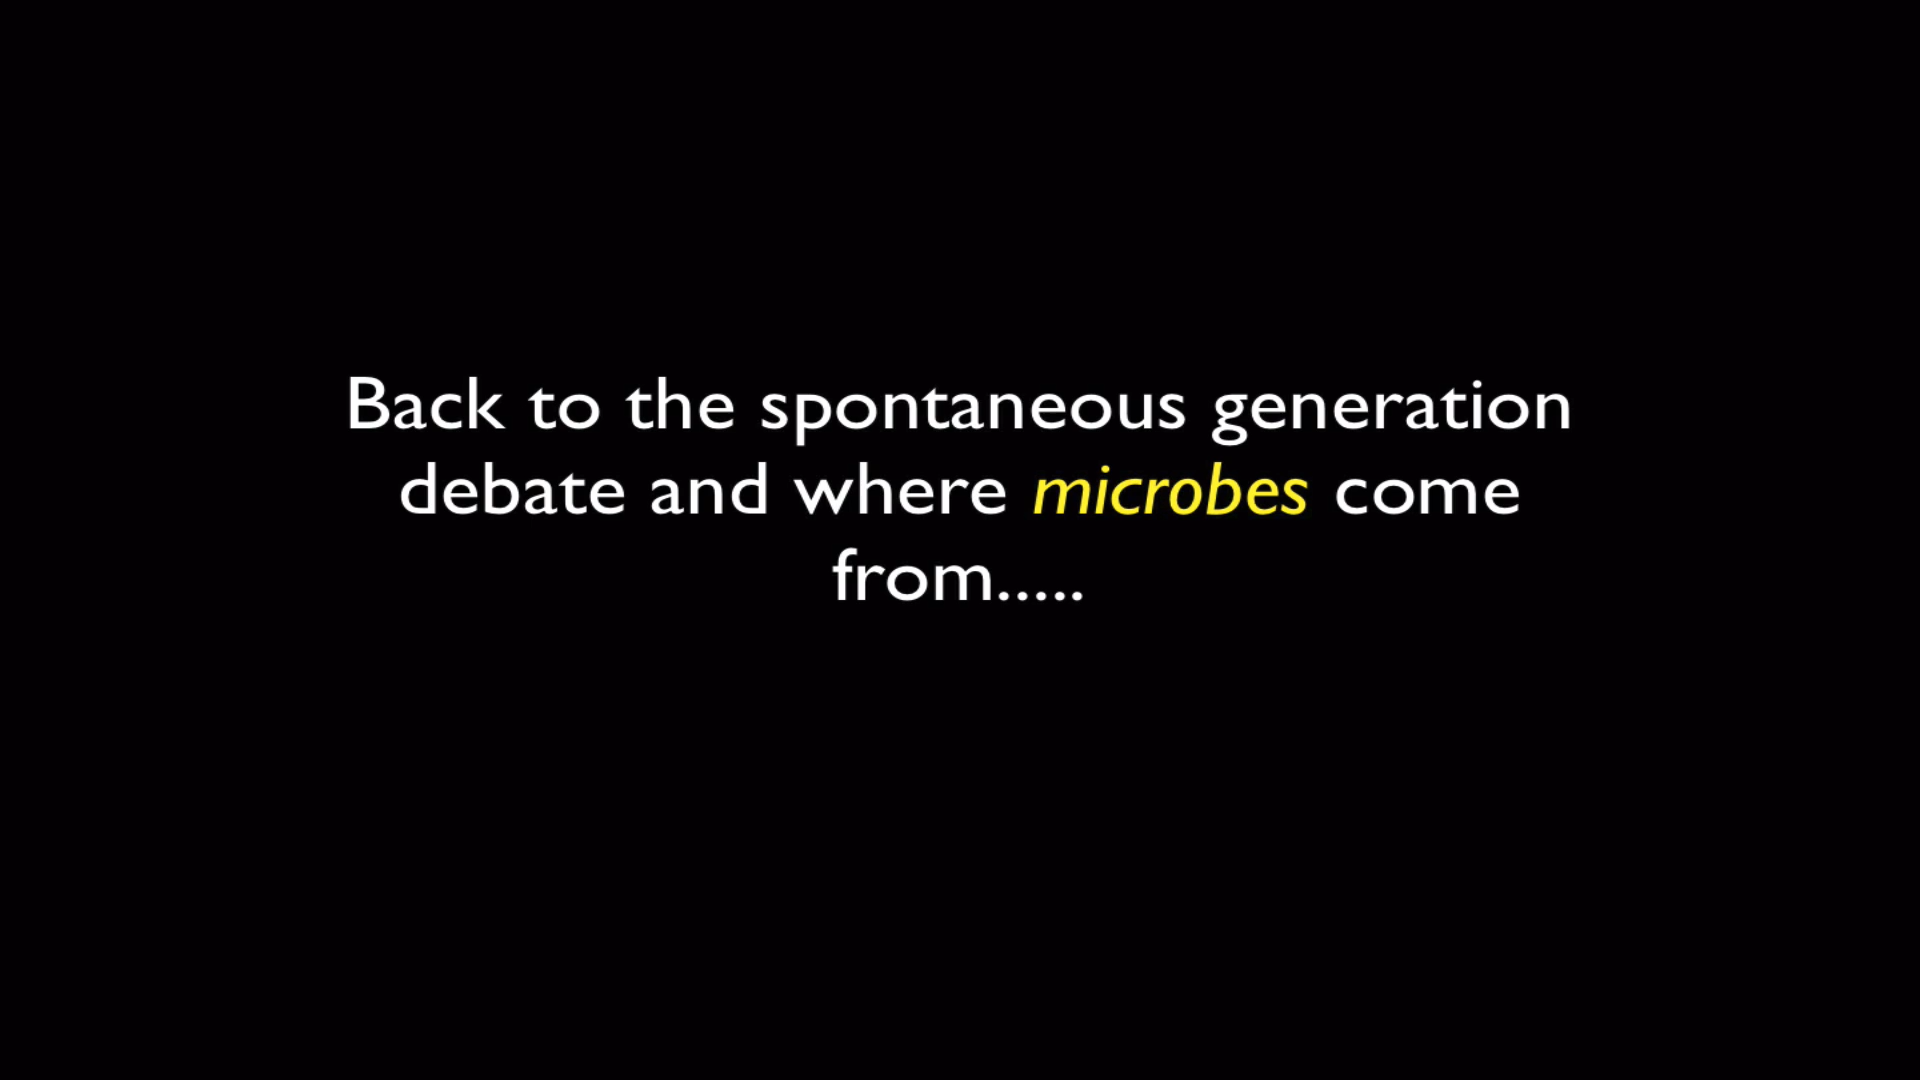 Back to the spontaneous generation
debate and where microbes come
from.....